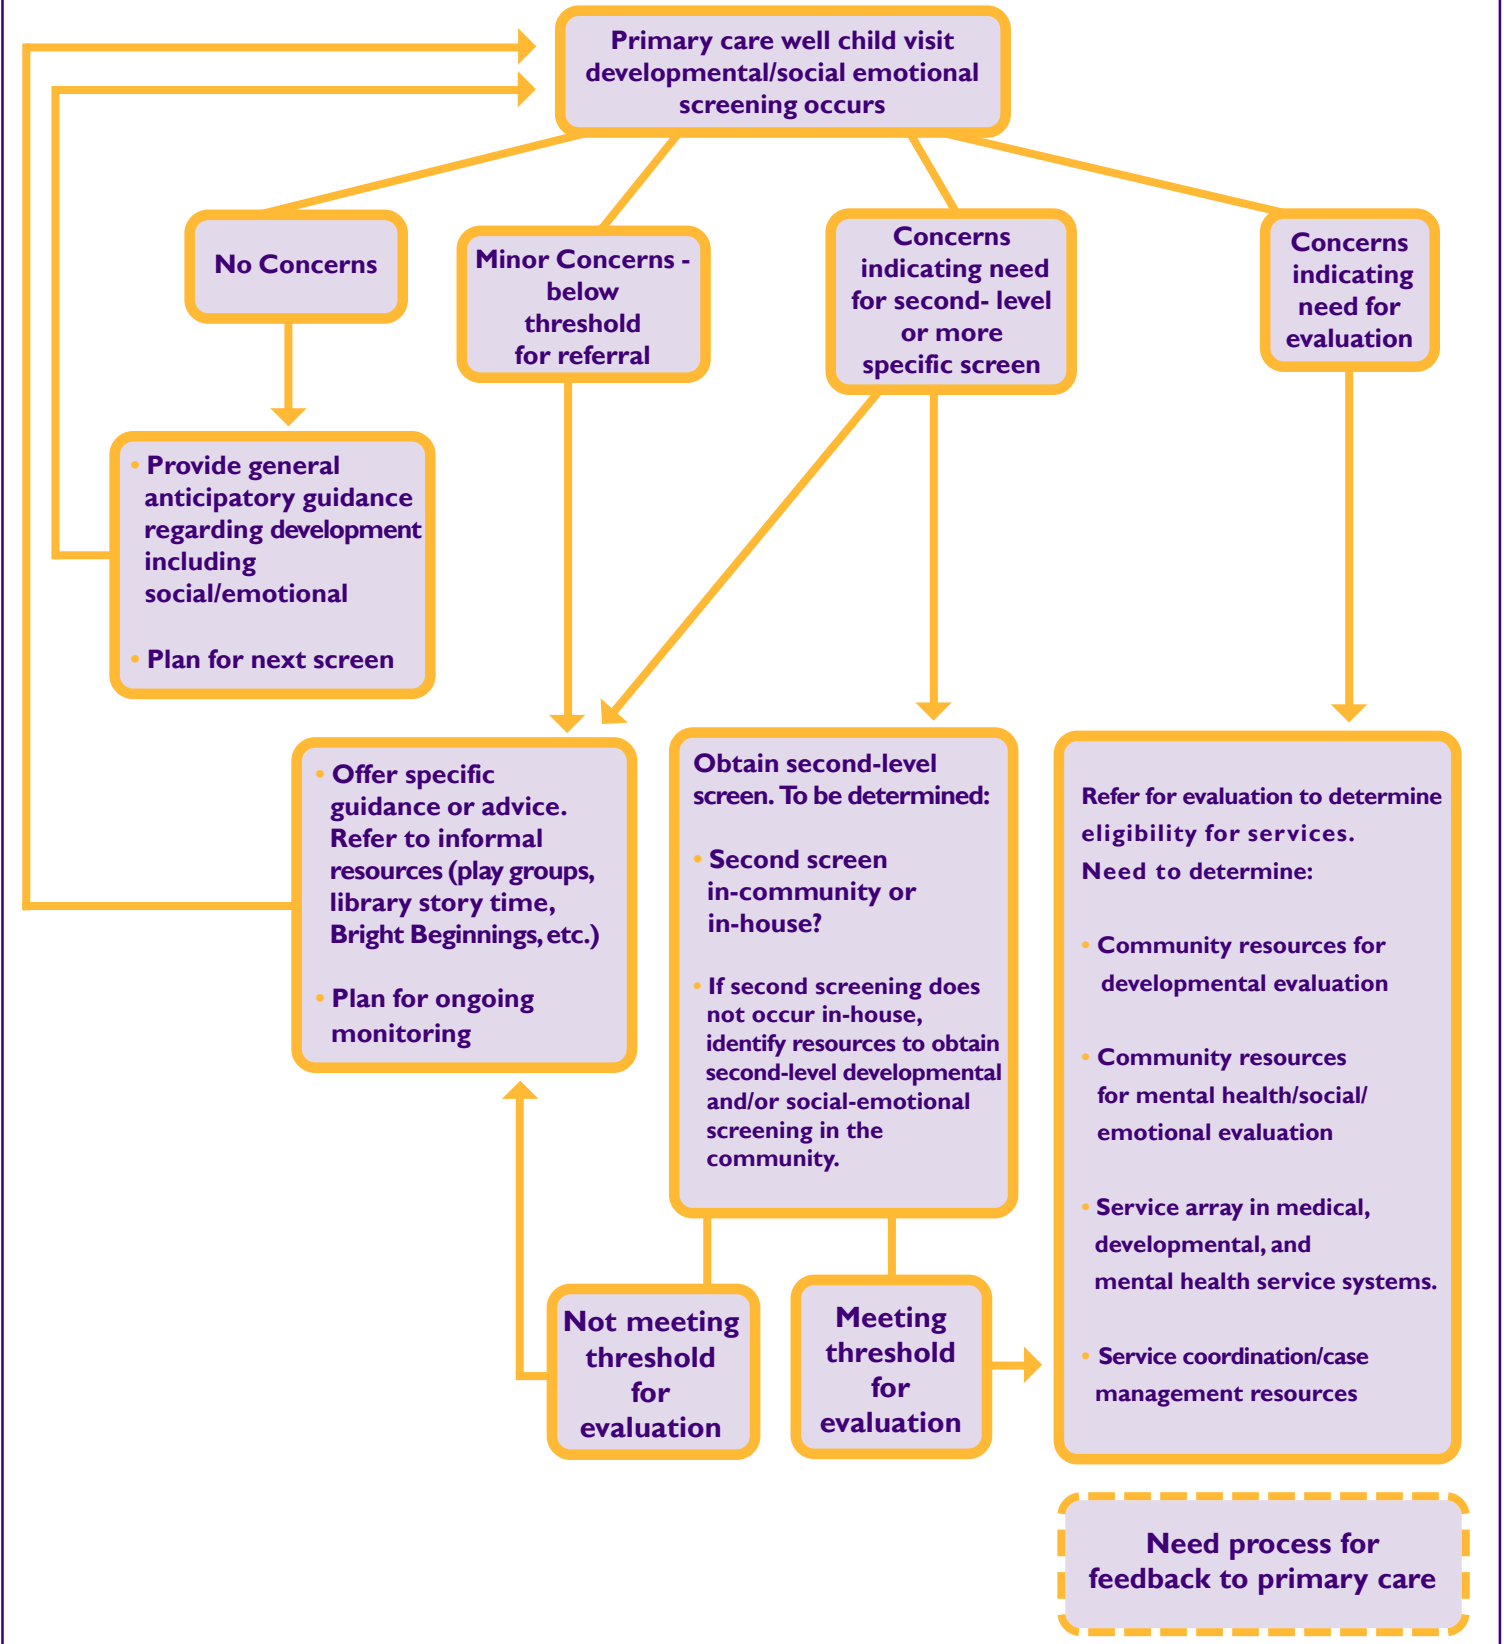 Primary care well child visit
developmental/social emotional
screening occurs
No Concerns
Minor Concerns -
below
threshold
for referral
Concerns
indicating need
for second- level
or more
specific screen
Concerns
indicating
need for
evaluation
• Provide general
anticipatory guidance
regarding development
including
social/emotional
• Plan for next screen
• Offer specific
guidance or advice.
Refer to informal
resources (play groups,
library story time,
Bright Beginnings, etc.)
• Plan for ongoing
monitoring
Obtain second-level
screen. To be determined:
• Second screen
in-community or
in-house?
• If second screening does
not occur in-house,
identify resources to obtain
second-level developmental
and/or social-emotional
screening in the
community.
Refer for evaluation to determine
eligibility for services.
Need to determine:
• Community resources for
developmental evaluation
• Community resources
for mental health/social/
emotional evaluation
• Service array in medical,
developmental, and
mental health service systems.
• Service coordination/case
management resources
Not meeting
threshold
for
evaluation
Meeting
threshold
for
evaluation
Need process for
feedback to primary care